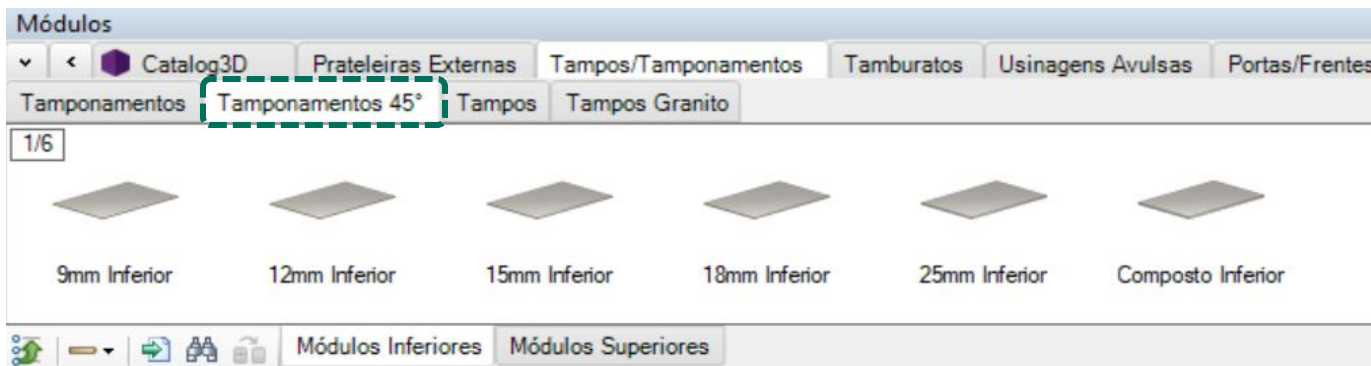 Módulos
Catalog3D Prateleiras Externas Tampos/Tamponamentos Tamburatos Usinagens Avulsas Portas/Frentes
Tamponamentos Tamponamentos 45° Tampos Tampos Granito
1/6
9mm Inferior 12mm Inferior 15mm Inferior 18mm Inferior 25mm Inferior Composto Inferior
Módulos Inferiores Módulos Superiores